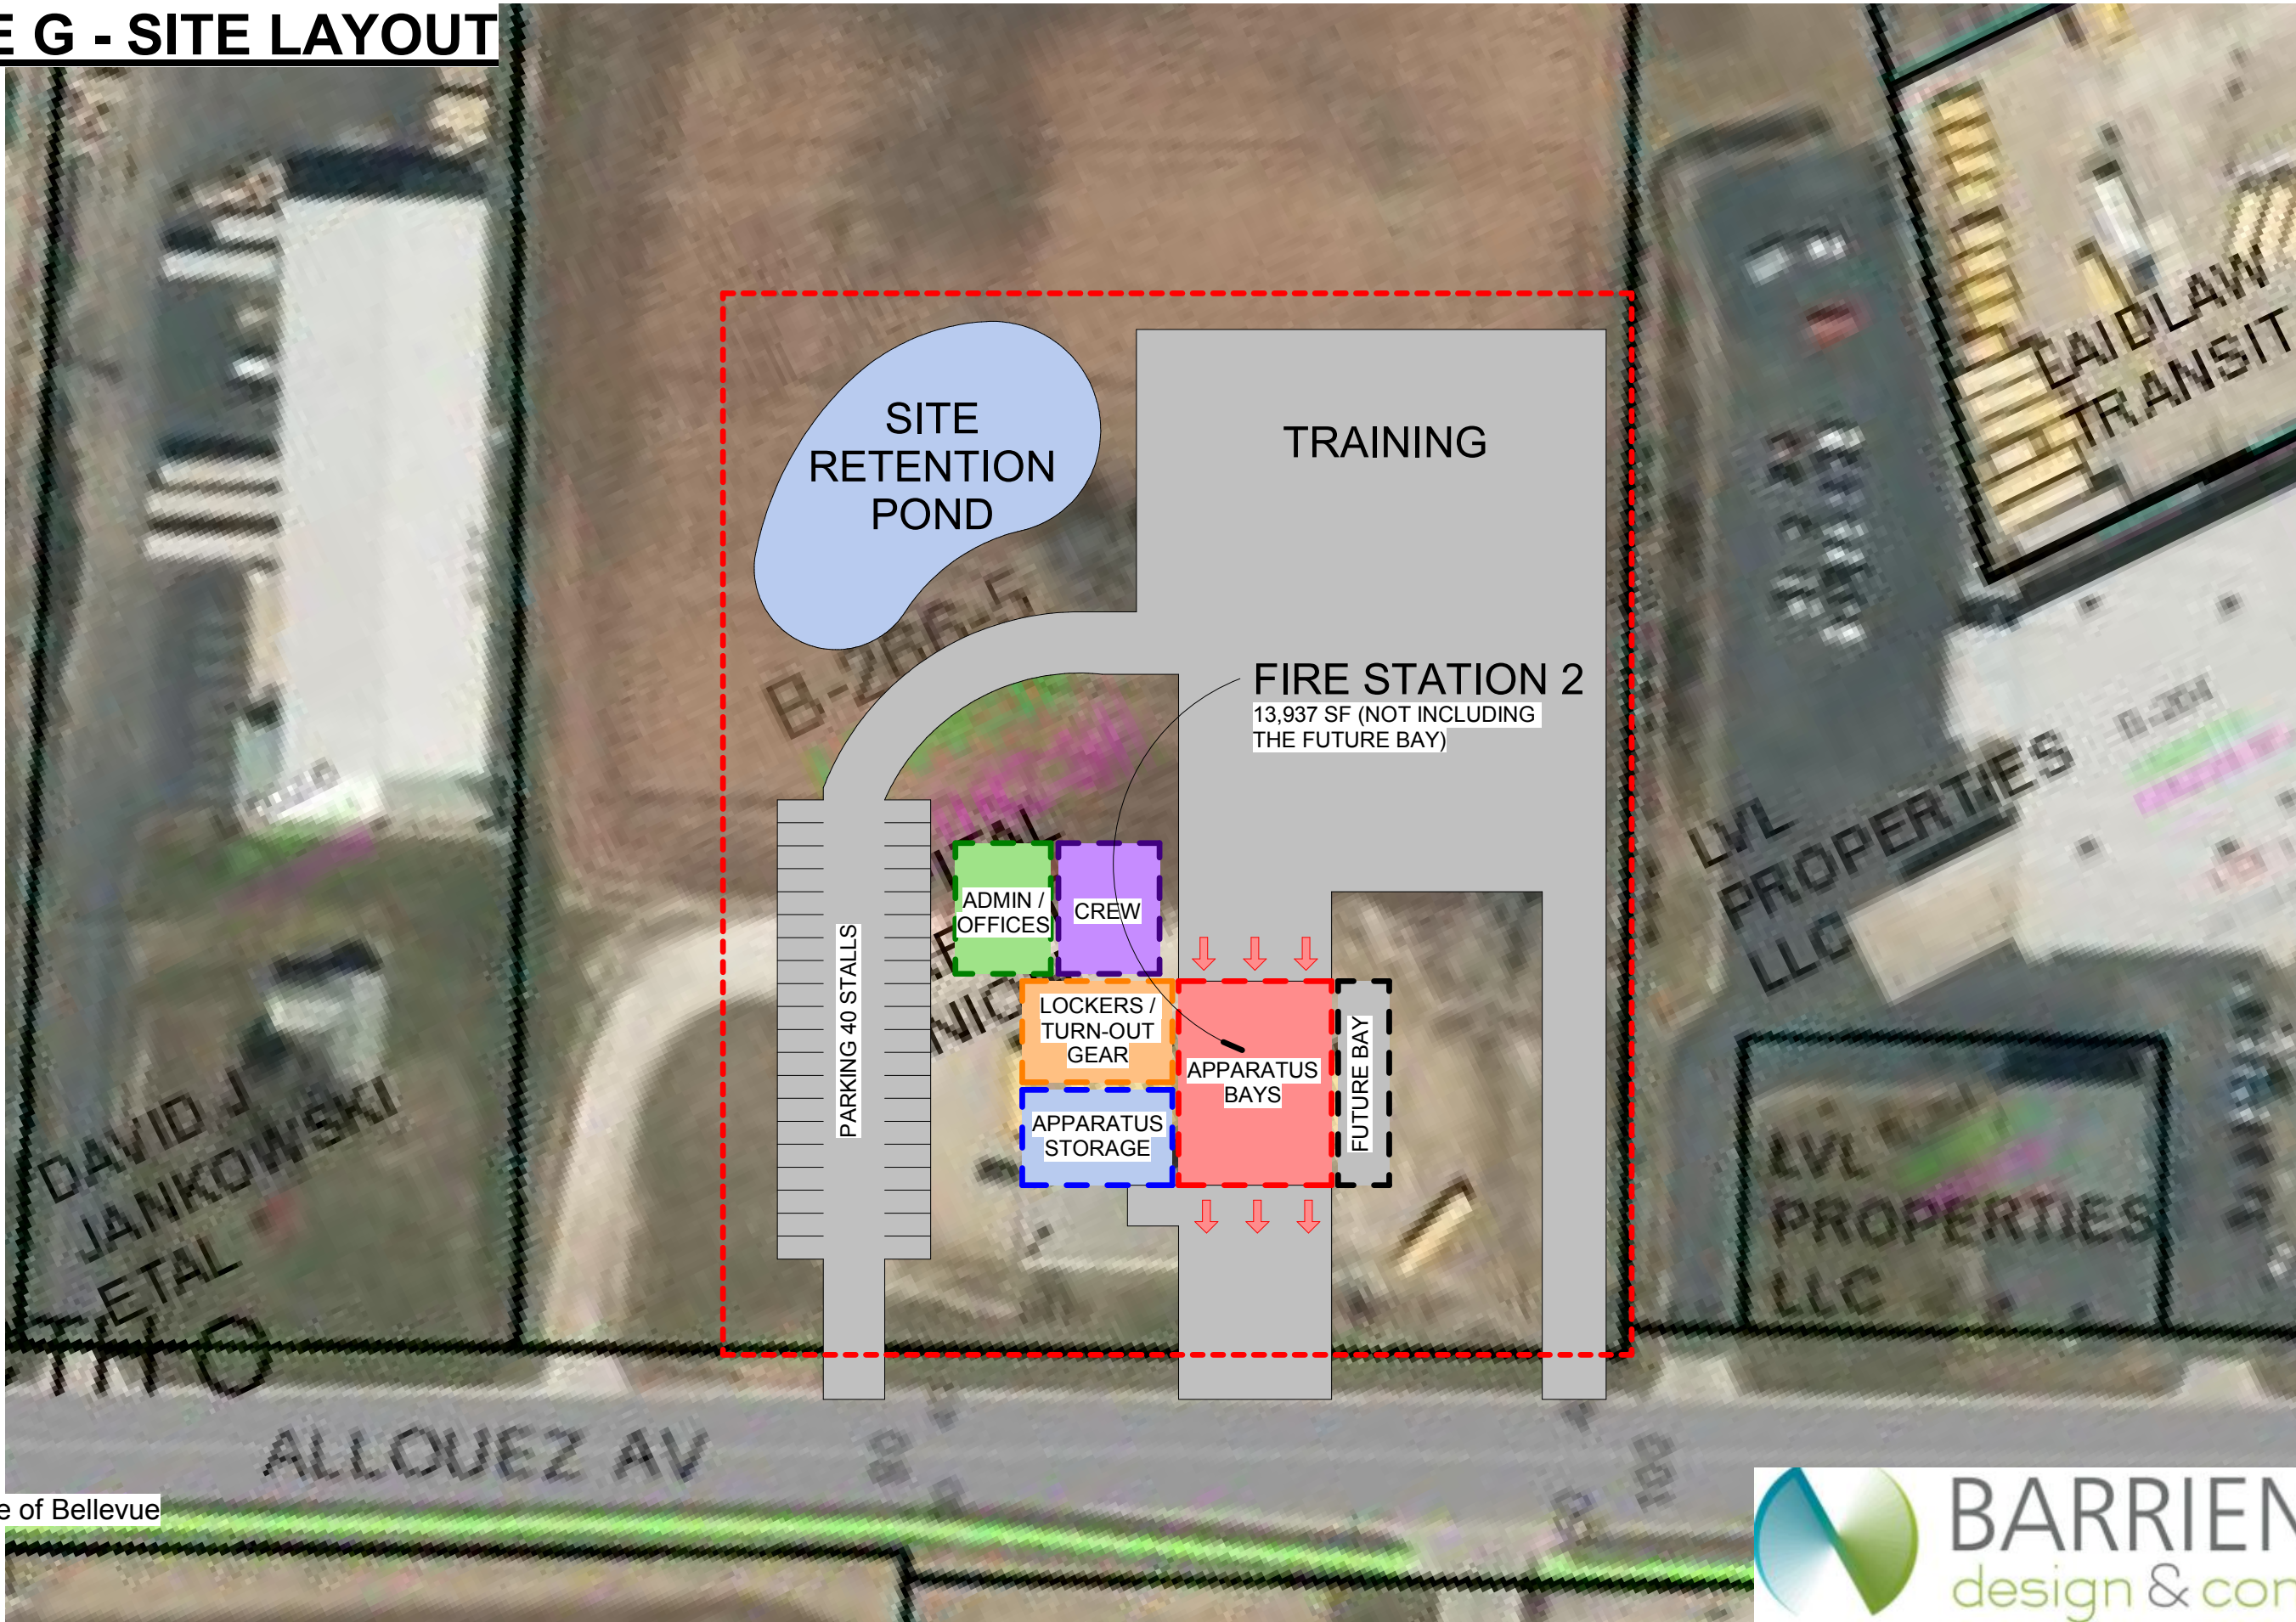 E G - SITE LAYOUT
SITE
RETENTION
POND
TRAINING
LAIDLAW
TRANSIT
B-266-5
FIRE STATION 2
13,937 SF (NOT INCLUDING
THE FUTURE BAY)
LVL
PROPERTIES
LLC
ADMIN /
OFFICES
CREW
PARKING 40 STALLS
LOCKERS /
TURN-OUT
GEAR
APPARATUS
BAYS
FUTURE BAY
APPARATUS
STORAGE
DAVID J
JANKOWSKI
ETAL
LVL
PROPERTIES
LLC
ALLOUEZ AV
e of Bellevue
BARRIEN
design & con